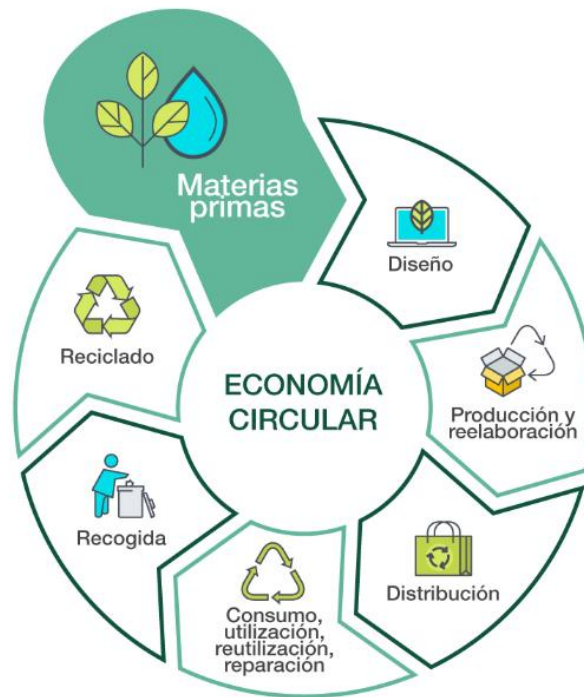 Materias
primas
Diseño
Producción y
reelaboración
Distribución
Consumo,
utilización,
reutilización,
reparación
Recogida
Reciclado
ECONOMÍA
CIRCULAR